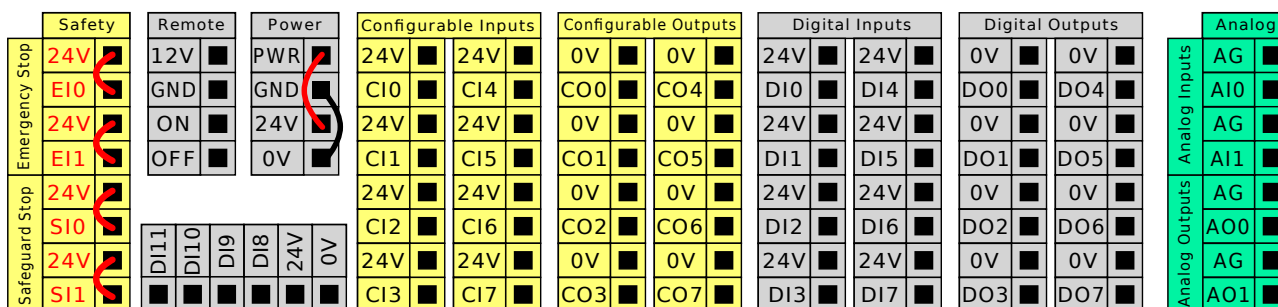 Safety
Emergency Stop
24V
EI0
24V
EI1
Safeguard Stop
24V
SI0
24V
SI1
Remote
12V
GND
ON
OFF
Power
PWR
GND
24V
0V
DI11
DI10
DI9
DI8
24V
0V
Configurable Inputs
24V 24V
CI0 CI4
24V 24V
CI1 CI5
24V 24V
CI2 CI6
24V 24V
CI3 CI7
Configurable Outputs
0V 0V
CO0 CO4
0V 0V
CO1 CO5
0V 0V
CO2 CO6
0V 0V
CO3 CO7
Digital Inputs
24V 24V
DI0 DI4
24V 24V
DI1 DI5
24V 24V
DI2 DI6
24V 24V
DI3 DI7
Digital Outputs
0V 0V
DO0 DO4
0V 0V
DO1 DO5
0V 0V
DO2 DO6
0V 0V
DO3 DO7
Analog
Analog Inputs
AG
AI0
AG
AI1
Analog Outputs
AG
AO0
AG
AO1